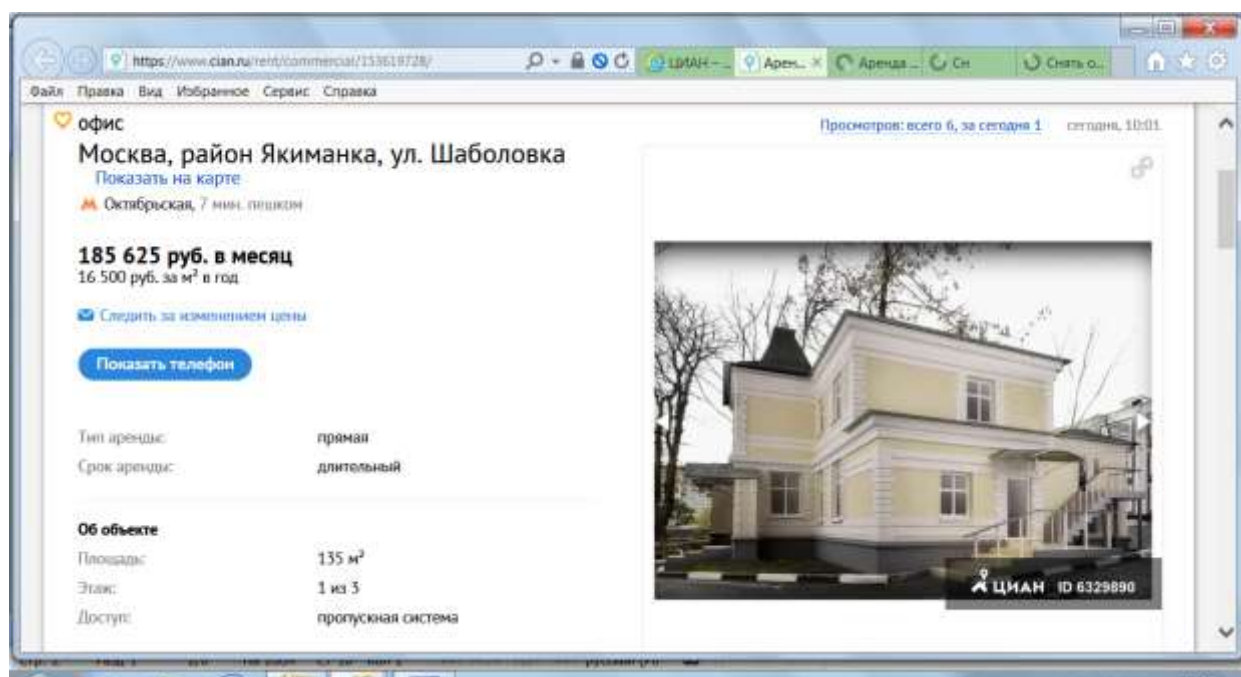 https://www.cian.ru/rent/commercial/153619728/
ЦИАН – ...
Арен...
Аренда ...
Сн
Снять о...
Файл Правка Вид Избранное Сервис Справка
офис
Просмотров: всего 6, за сегодня 1 сегодня, 10:01
Москва, район Якиманка, ул. Шаболовка
Показать на карте
Октябрьская, 7 мин. пешком
185 625 руб. в месяц
16 500 руб. за м² в год
Следить за изменением цены
Показать телефон
Тип аренды: прямая
Срок аренды: длительный
Об объекте
Площадь: 135 м²
Этаж: 1 из 3
Доступ: пропускная система
ЦИАН ID 6329890